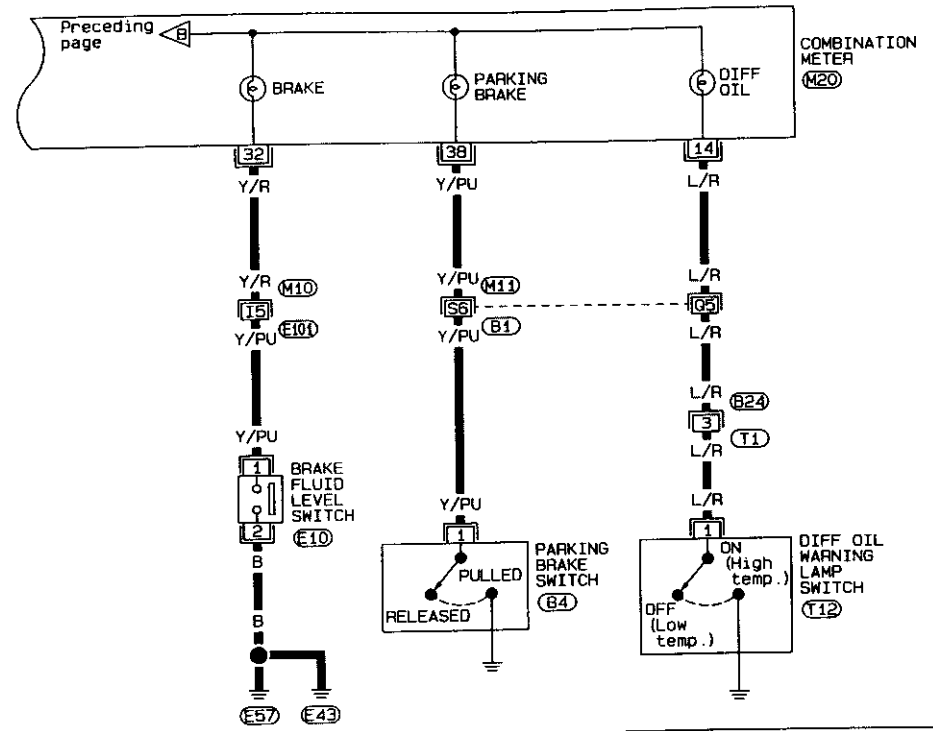 Preceding
page
B
BRAKE
PARKING
BRAKE
DIFF
OIL
COMBINATION
METER
M20
32
38
14
Y/R
Y/PU
L/R
Y/R
M10
Y/PU
M11
L/R
I5
S6
Q5
Y/PU
E101
Y/PU
B1
L/R
L/R
B24
3
T1
L/R
Y/PU
1
BRAKE
FLUID
LEVEL
SWITCH
2
E10
B
B
E57
E43
Y/PU
1
PULLED
RELEASED
PARKING
BRAKE
SWITCH
B4
L/R
1
ON
(High
temp.)
OFF
(Low
temp.)
DIFF OIL
WARNING
LAMP
SWITCH
T12